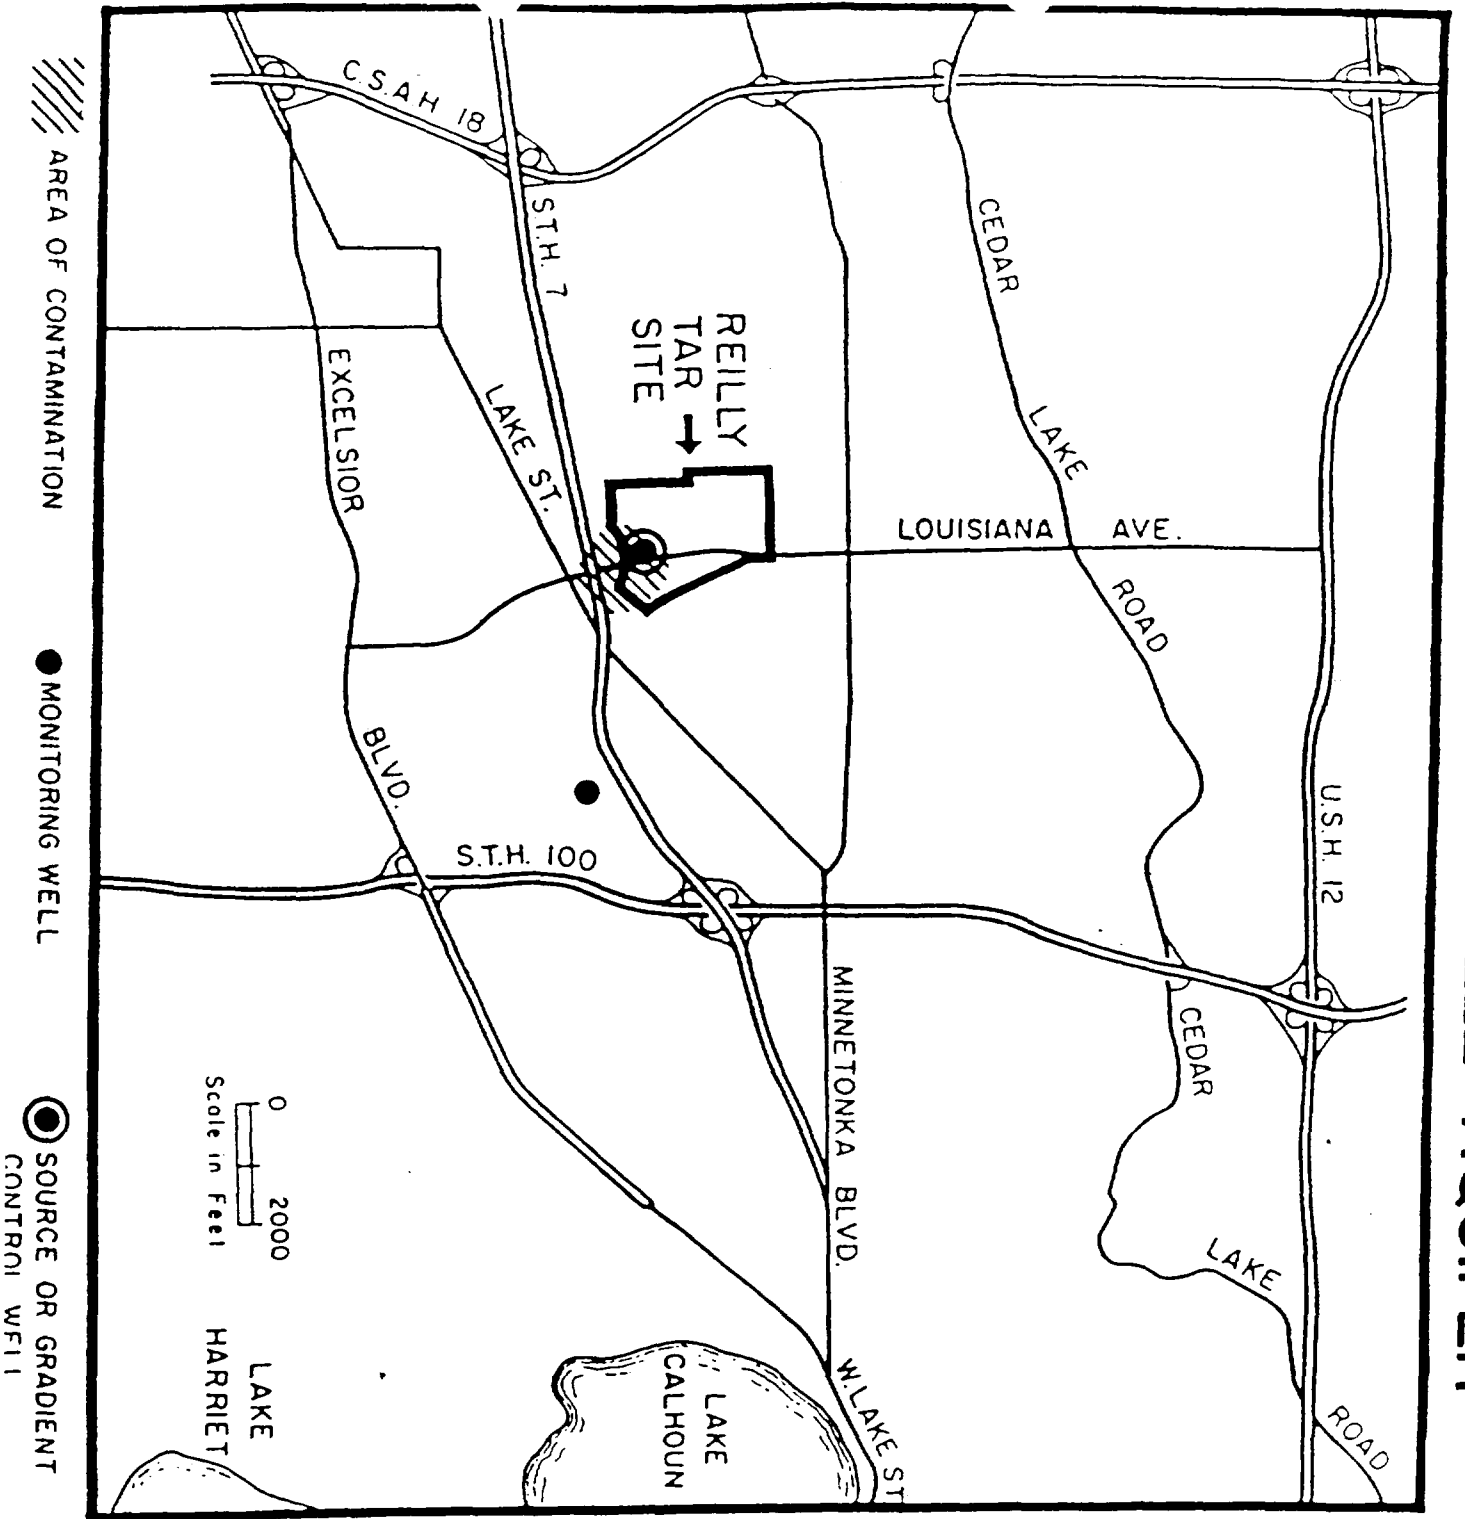 C.S.A.H. 18
S.T.H. 7
CEDAR
LAKE
ROAD
REILLY
TAR
SITE
LAKE ST.
EXCELSIOR
BLVD.
LOUISIANA AVE.
U.S.H. 12
S.T.H. 100
MINNETONKA BLVD.
CEDAR
LAKE
ROAD
W. LAKE ST
LAKE
CALHOUN
LAKE
HARRIET
0 2000
Scale in Feet
AREA OF CONTAMINATION
MONITORING WELL
SOURCE OR GRADIENT
CONTROL WELL